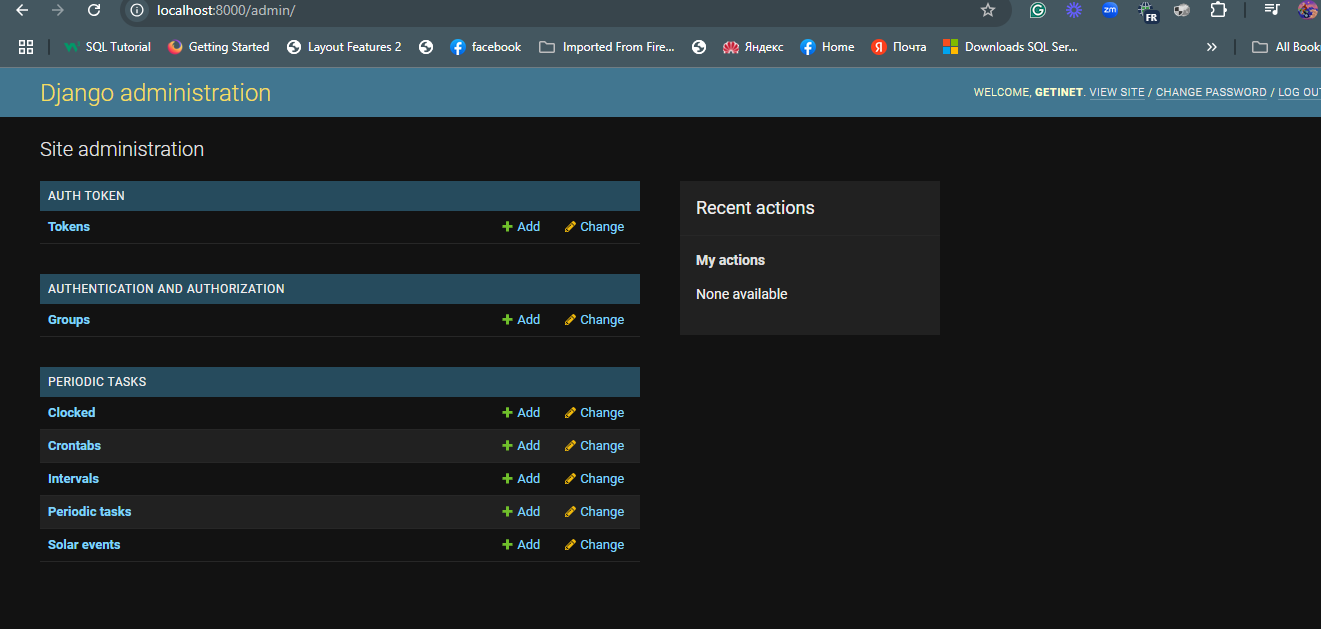 localhost:8000/admin/
FR
zm
SQL Tutorial Getting Started Layout Features 2 facebook Imported From Fire... Яндекс Home Я Почта Downloads SQL Ser... » All Book
Django administration
WELCOME, GETINET. VIEW SITE / CHANGE PASSWORD / LOG OU
Site administration
AUTH TOKEN
Tokens Add Change
AUTHENTICATION AND AUTHORIZATION
Groups Add Change
PERIODIC TASKS
Clocked Add Change
Crontabs Add Change
Intervals Add Change
Periodic tasks Add Change
Solar events Add Change
Recent actions
My actions
None available